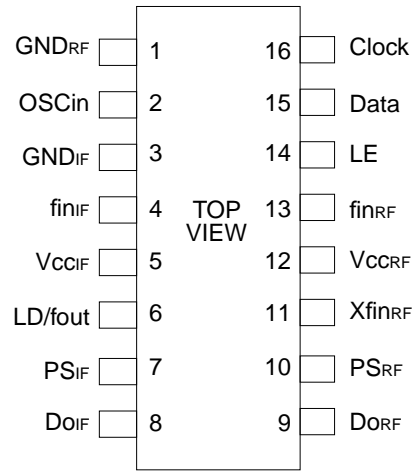 GNDRF 1 16 Clock
OSCin 2 15 Data
GNDIF 3 14 LE
finIF 4 TOP 13 finRF
VIEW
VccIF 5 12 VccRF
LD/fout 6 11 XfinRF
PSIF 7 10 PSRF
DoIF 8 9 DoRF